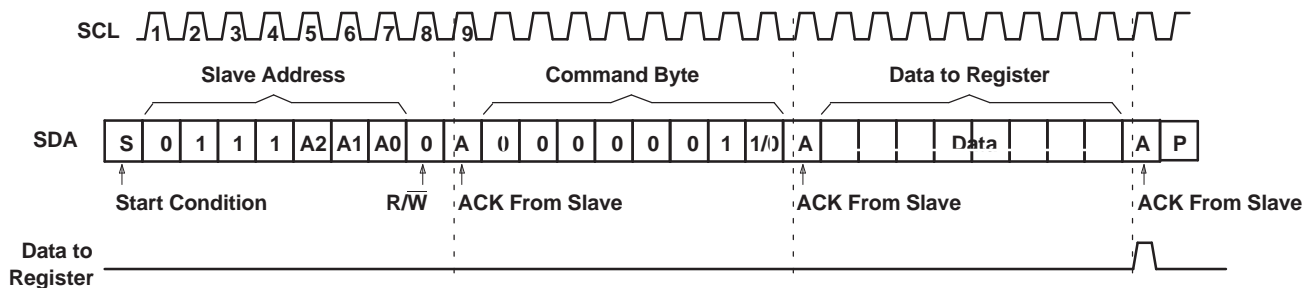 SCL 1 2 3 4 5 6 7 8 9
Slave Address Command Byte Data to Register
SDA S 0 1 1 1 A2 A1 A0 0 A 0 0 0 0 0 0 1 1/0 A Data A P
Start Condition R/W ACK From Slave ACK From Slave ACK From Slave
Data to
Register